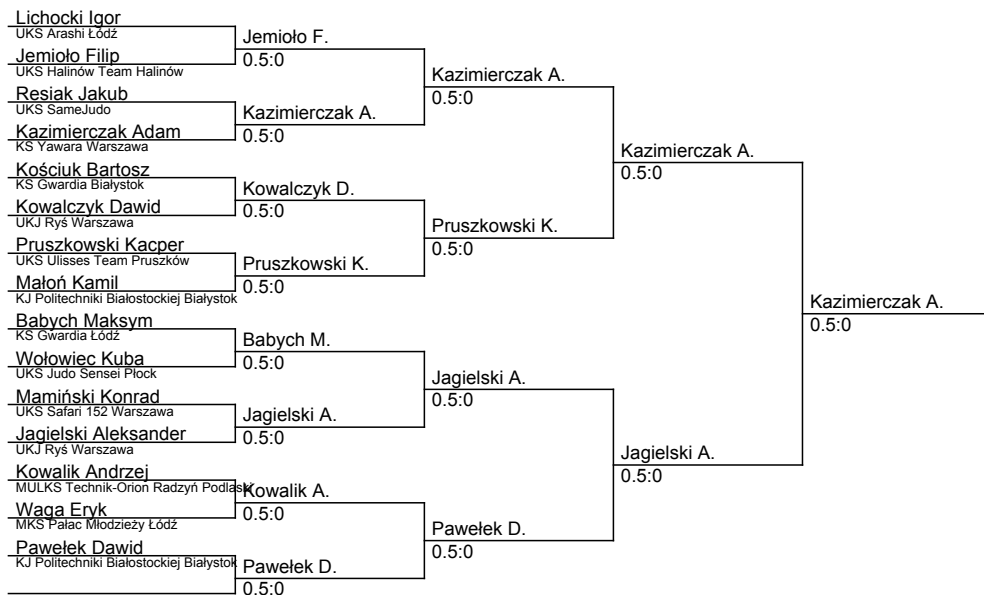 Lichocki Igor
UKS Arashi Łódź
Jemioło Filip
UKS Halinów Team Halinów
Resiak Jakub
UKS SameJudo
Kazimierczak Adam
KS Yawara Warszawa
Kościuk Bartosz
KS Gwardia Białystok
Kowalczyk Dawid
UKJ Ryś Warszawa
Pruszkowski Kacper
UKS Ulisses Team Pruszków
Małoń Kamil
KJ Politechniki Białostockiej Białystok
Babych Maksym
KS Gwardia Łódź
Wołowiec Kuba
UKS Judo Sensei Płock
Mamiński Konrad
UKS Safari 152 Warszawa
Jagielski Aleksander
UKJ Ryś Warszawa
Kowalik Andrzej
MULKS Technik-Orion Radzyń Podlaski
Waga Eryk
MKS Pałac Młodzieży Łódź
Pawełek Dawid
KJ Politechniki Białostockiej Białystok
Jemioło F.
0.5:0
Kazimierczak A.
0.5:0
Kowalczyk D.
0.5:0
Pruszkowski K.
0.5:0
Babych M.
0.5:0
Jagielski A.
0.5:0
Kowalik A.
0.5:0
Pawełek D.
0.5:0
Kazimierczak A.
0.5:0
Pruszkowski K.
0.5:0
Jagielski A.
0.5:0
Pawełek D.
0.5:0
Kazimierczak A.
0.5:0
Jagielski A.
0.5:0
Kazimierczak A.
0.5:0